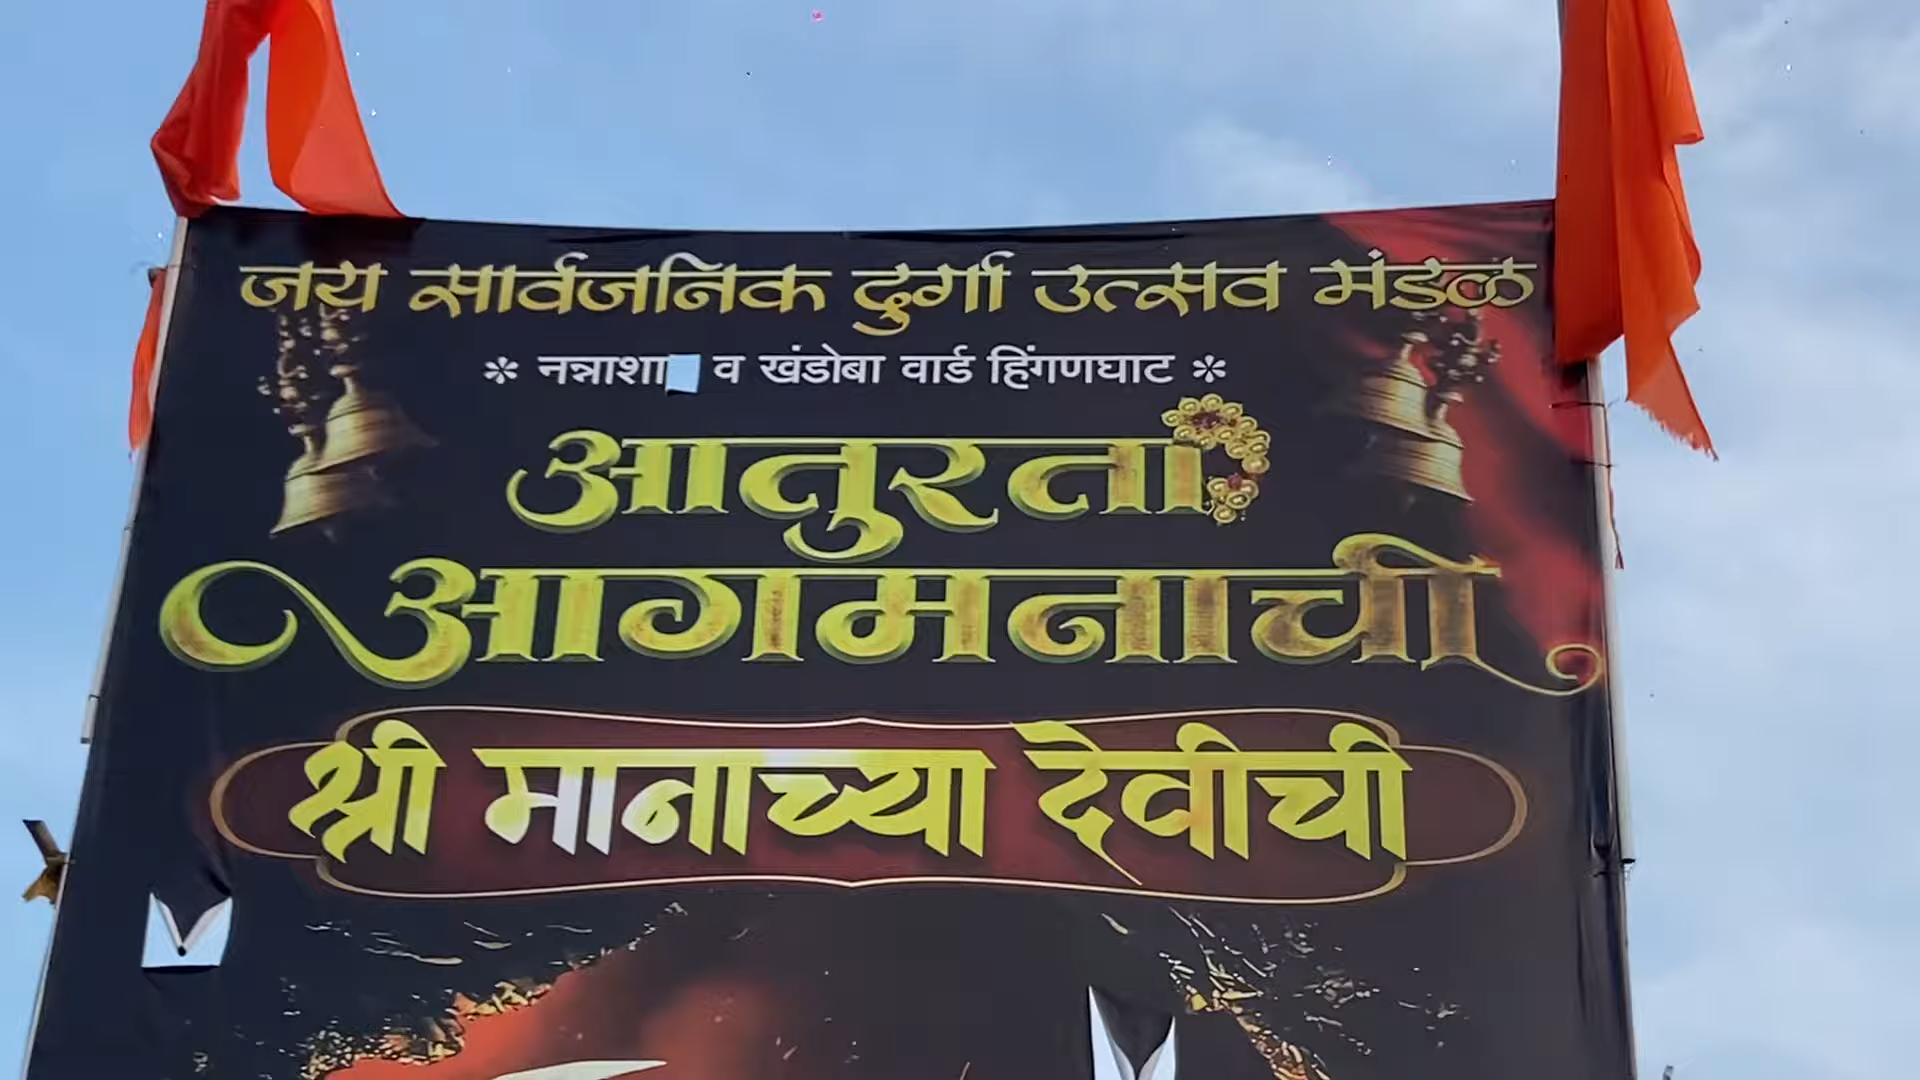 जय सार्वजनिक दुर्गा उत्सव मंडळ
* व खंडोबा वार्ड हिंगणघाट *
आतुरता
आगमनाची
श्री मानाच्या देवीची